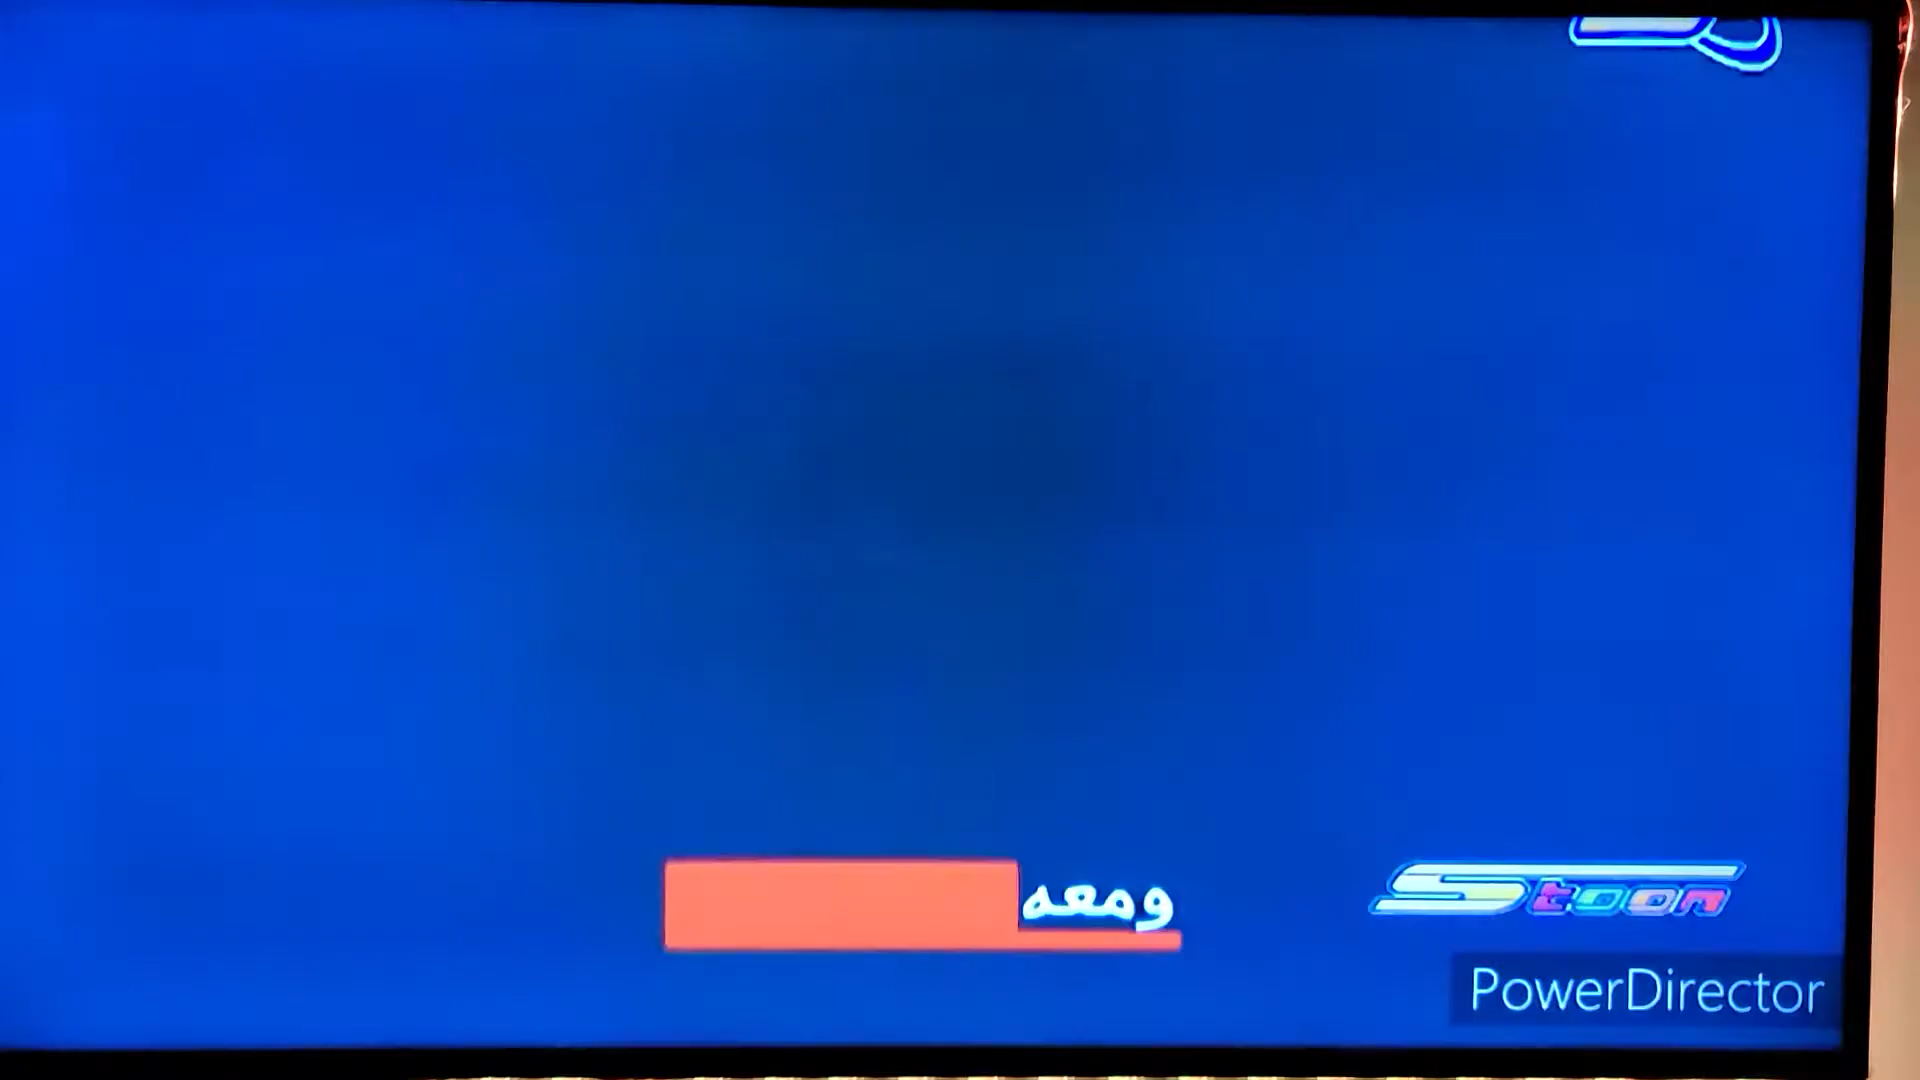 ومعه
Stoon
PowerDirector